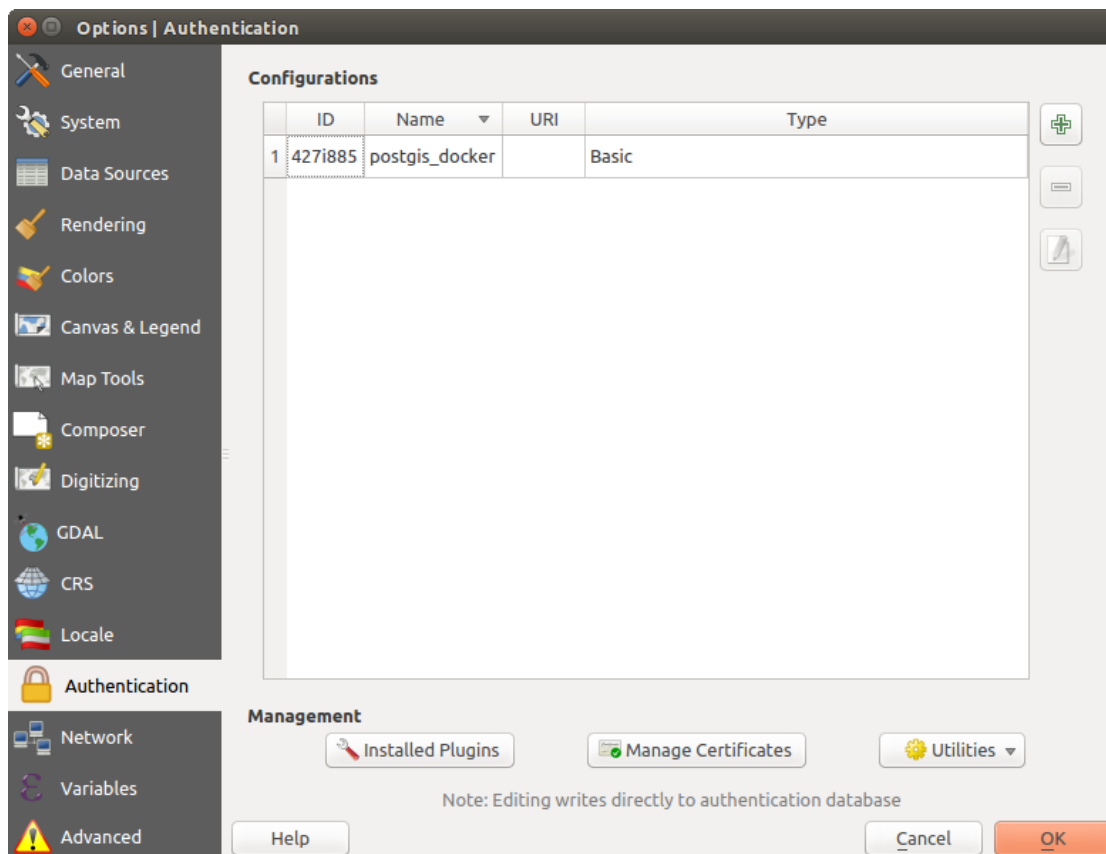 Options | Authentication
General
System
Data Sources
Rendering
Colors
Canvas & Legend
Map Tools
Composer
Digitizing
GDAL
CRS
Locale
Authentication
Network
Variables
Advanced
Configurations
ID Name URI Type
1 427i885 postgis_docker Basic
Management
Installed Plugins Manage Certificates Utilities
Note: Editing writes directly to authentication database
Help Cancel OK